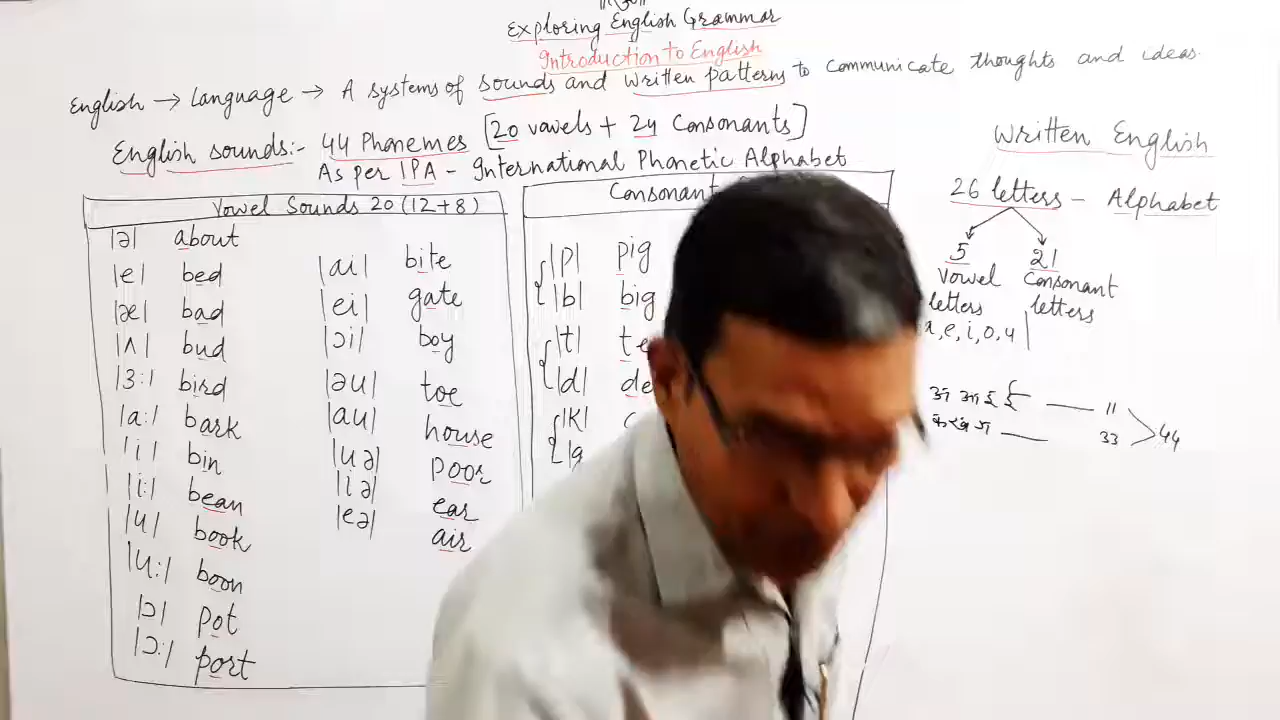 Exploring English Grammar
Introduction to English
English → Language → A systems of sounds and written patterns to communicate thoughts and ideas.
English sounds:- 44 Phonemes [20 vowels + 24 Consonants]
As per IPA - International Phonetic Alphabet
Vowel Sounds 20 (12+8)
|ə| about
|e| bed
|æ| bad
|ʌ| bud
|3:| bird
|a:| bark
|i| bin
|i:| bean
|u| book
|u:| boon
|ɔ| pot
|ɔ:| port
|ai| bite
|ei| gate
|ɔi| boy
|əu| toe
|au| house
|uə| poor
|iə| ear
|eə| air
Consonant
|p| pig
|b| big
|t| te
|d| de
|k| c
|g
Written English
26 letters - Alphabet
5 21
vowel Consonant
letters letters
a, e, i, o, u
अ आ इ ई — 11
क ख ग — 33
44